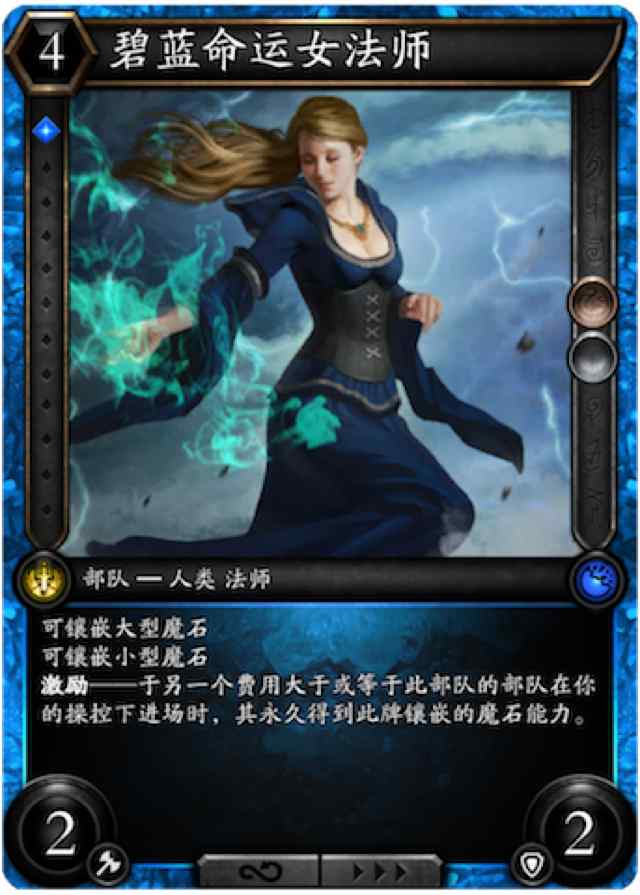 4
碧蓝命运女法师
部队 — 人类 法师
可镶嵌大型魔石
可镶嵌小型魔石
激励——于另一个费用大于或等于此部队的部队在你
的操控下进场时，其永久得到此牌镶嵌的魔石能力。
2
2